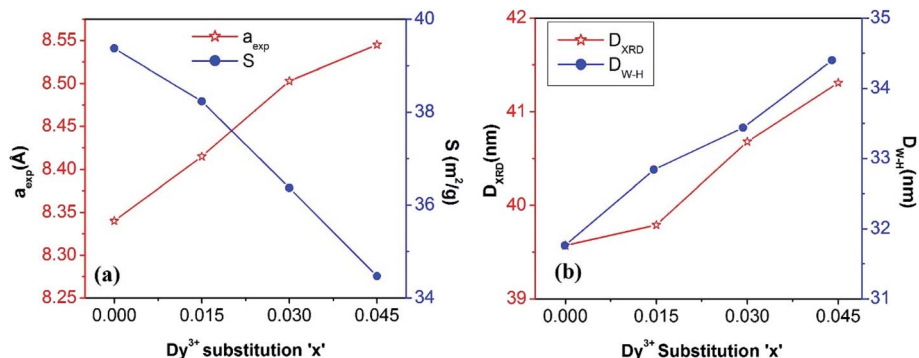 8.55
8.50
8.45
8.40
8.35
8.30
8.25
a_exp(Å)
a_exp
S
(a)
40
38
36
34
S (m²/g)
0.000 0.015 0.030 0.045
Dy³⁺ substitution 'x'
42
41
40
39
D_XRD(nm)
D_XRD
D_W-H
(b)
35
34
33
32
31
D_W-H(nm)
0.000 0.015 0.030 0.045
Dy³⁺ substitution 'x'